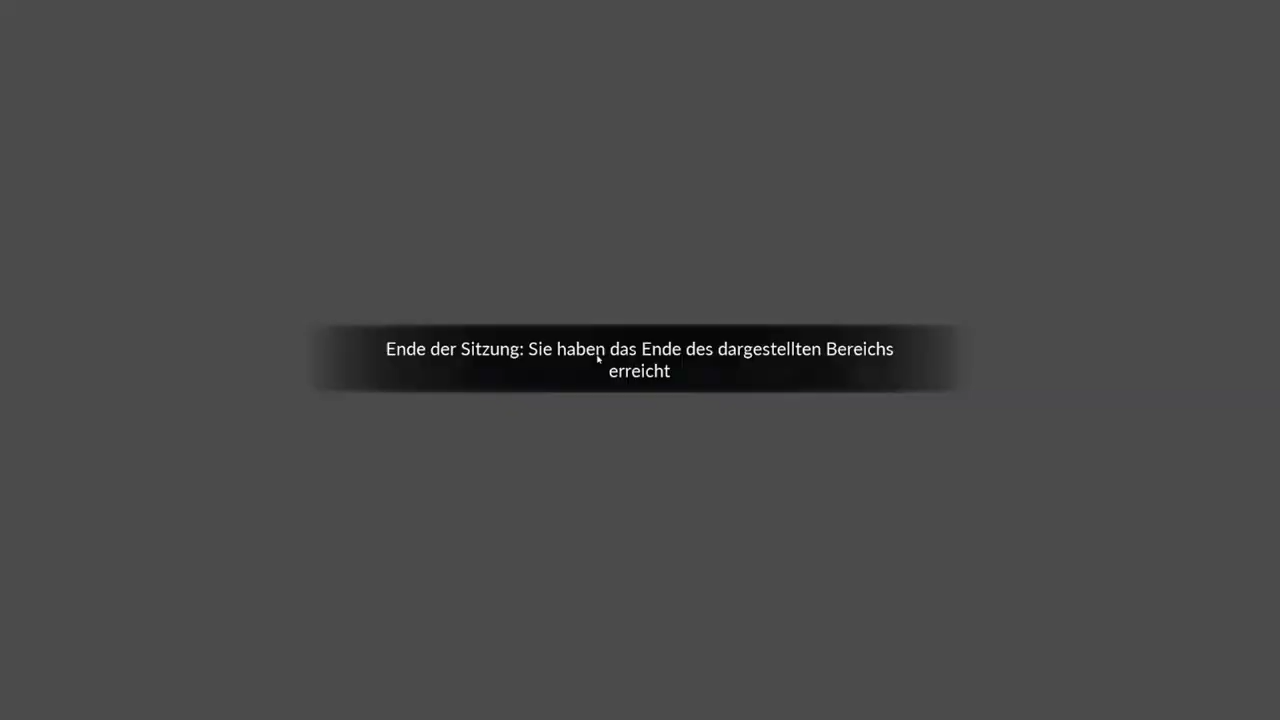 Ende der Sitzung: Sie haben das Ende des dargestellten Bereichs
erreicht